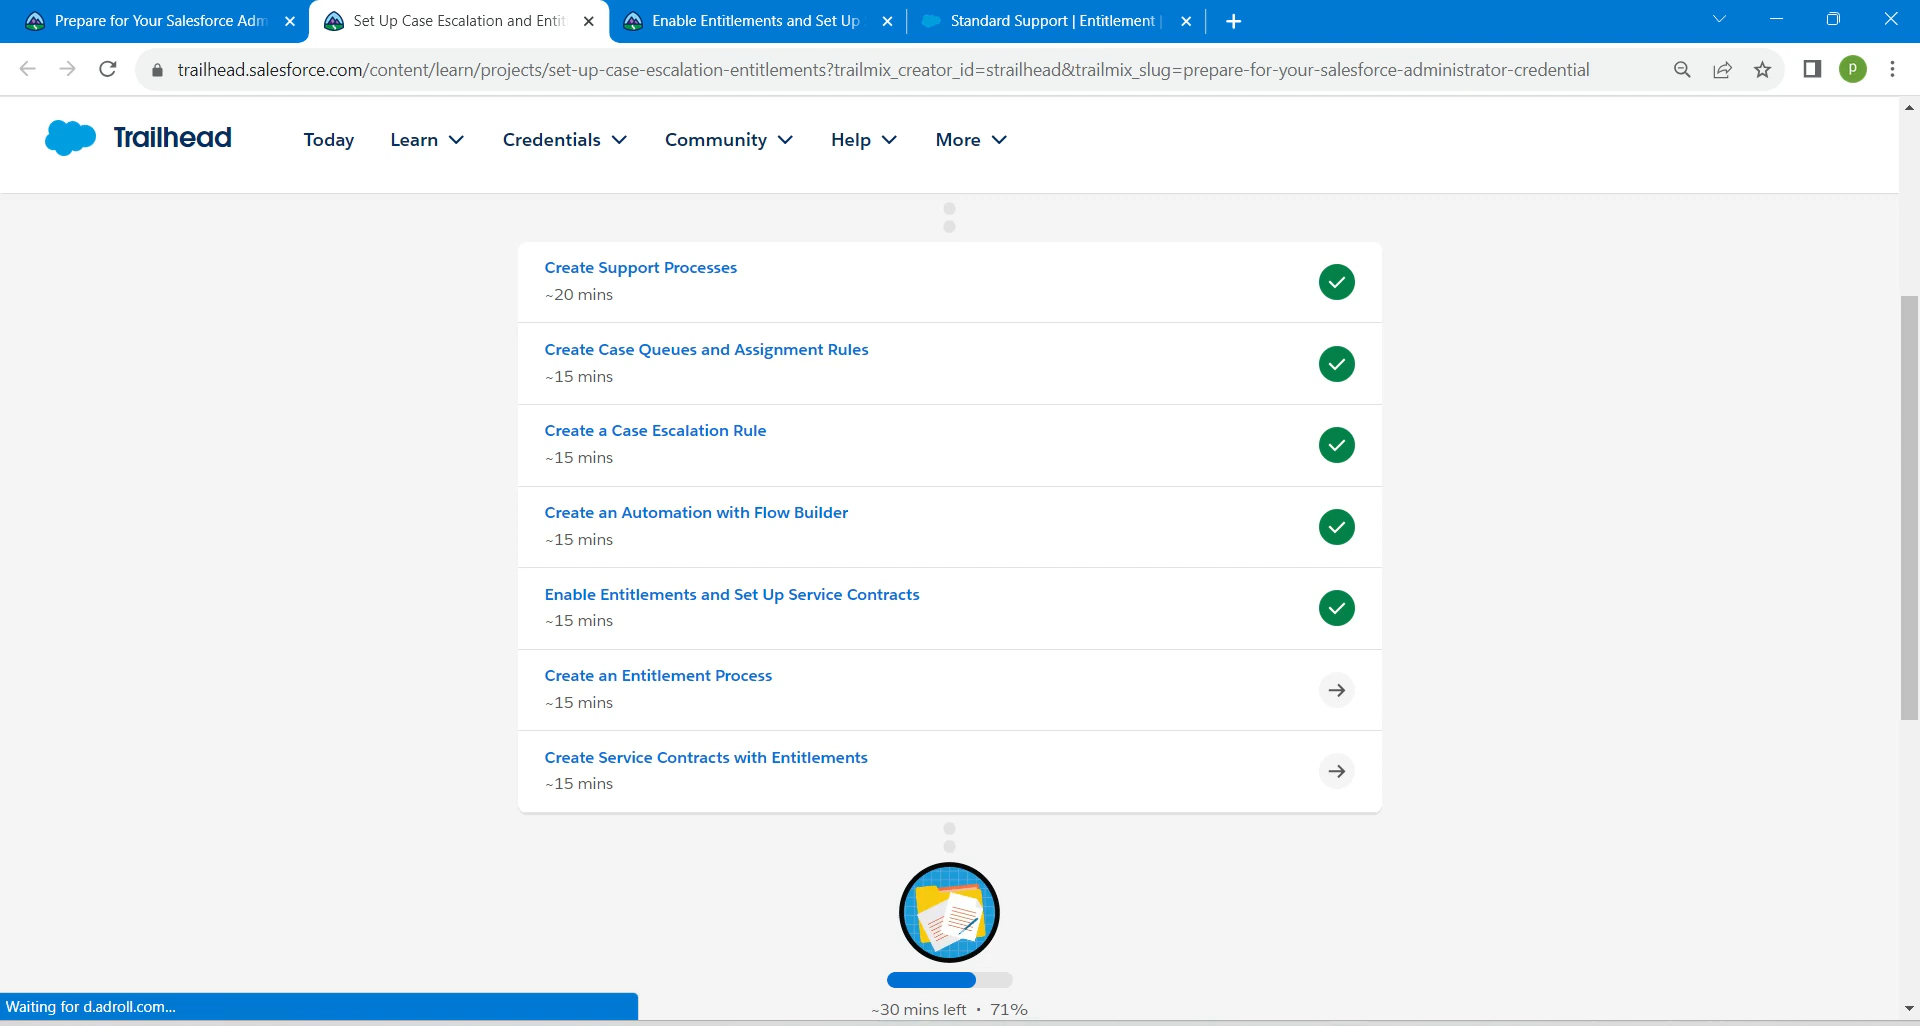 Prepare for Your Salesforce Adm
Set Up Case Escalation and Entit
Enable Entitlements and Set Up
Standard Support | Entitlement |
trailhead.salesforce.com/content/learn/projects/set-up-case-escalation-entitlements?trailmix_creator_id=strailhead&trailmix_slug=prepare-for-your-salesforce-administrator-credential
P
Trailhead
Today
Learn
Credentials
Community
Help
More
Create Support Processes
~20 mins
Create Case Queues and Assignment Rules
~15 mins
Create a Case Escalation Rule
~15 mins
Create an Automation with Flow Builder
~15 mins
Enable Entitlements and Set Up Service Contracts
~15 mins
Create an Entitlement Process
~15 mins
Create Service Contracts with Entitlements
~15 mins
~30 mins left · 71%
Waiting for d.adroll.com...